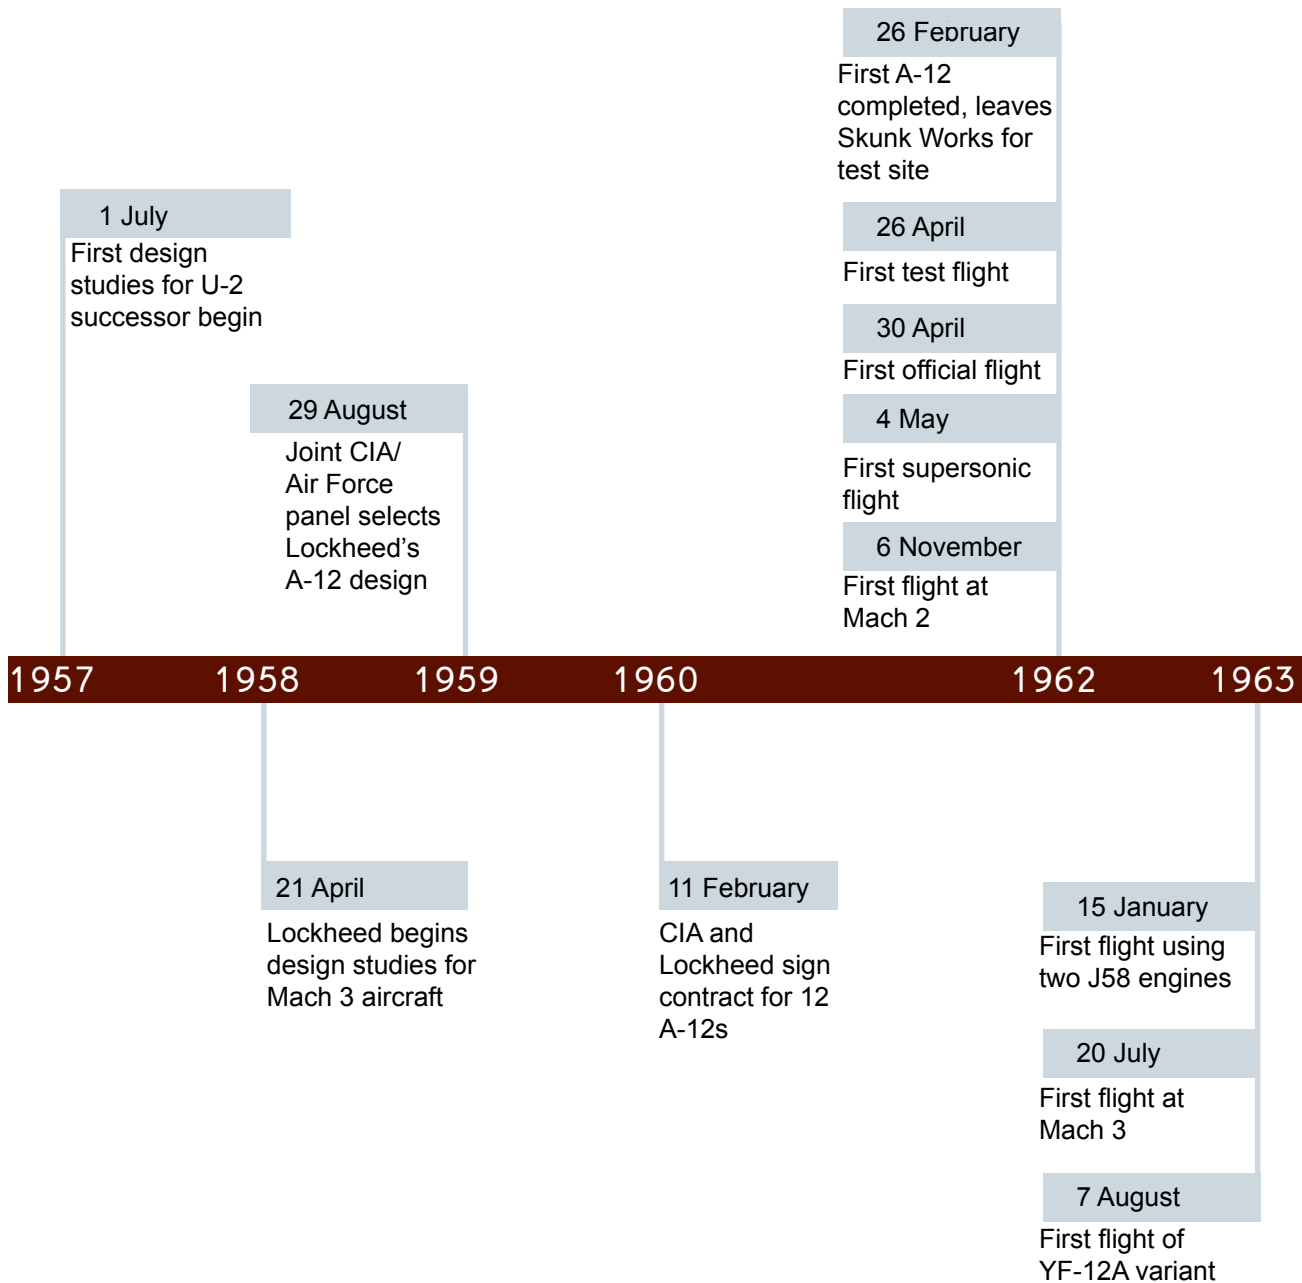 26 February
First A-12
completed, leaves
Skunk Works for
test site
1 July
First design
studies for U-2
successor begin
26 April
First test flight
30 April
First official flight
29 August
Joint CIA/
Air Force
panel selects
Lockheed’s
A-12 design
4 May
First supersonic
flight
6 November
First flight at
Mach 2
1957 1958 1959 1960 1962 1963
21 April
Lockheed begins
design studies for
Mach 3 aircraft
11 February
CIA and
Lockheed sign
contract for 12
A-12s
15 January
First flight using
two J58 engines
20 July
First flight at
Mach 3
7 August
First flight of
YF-12A variant